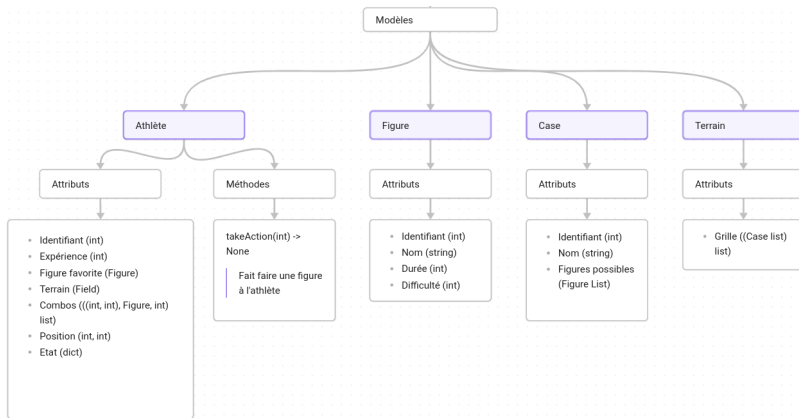 Modèles
Athlète
Figure
Case
Terrain
Attributs
Méthodes
Attributs
Attributs
Attributs
Identifiant (int)
Expérience (int)
Figure favorite (Figure)
Terrain (Field)
Combos (((int, int), Figure, int)
list)
Position (int, int)
Etat (dict)
takeAction(int) ->
None
Fait faire une figure
à l'athlète
Identifiant (int)
Nom (string)
Durée (int)
Difficulté (int)
Identifiant (int)
Nom (string)
Figures possibles
(Figure List)
Grille ((Case list)
list)